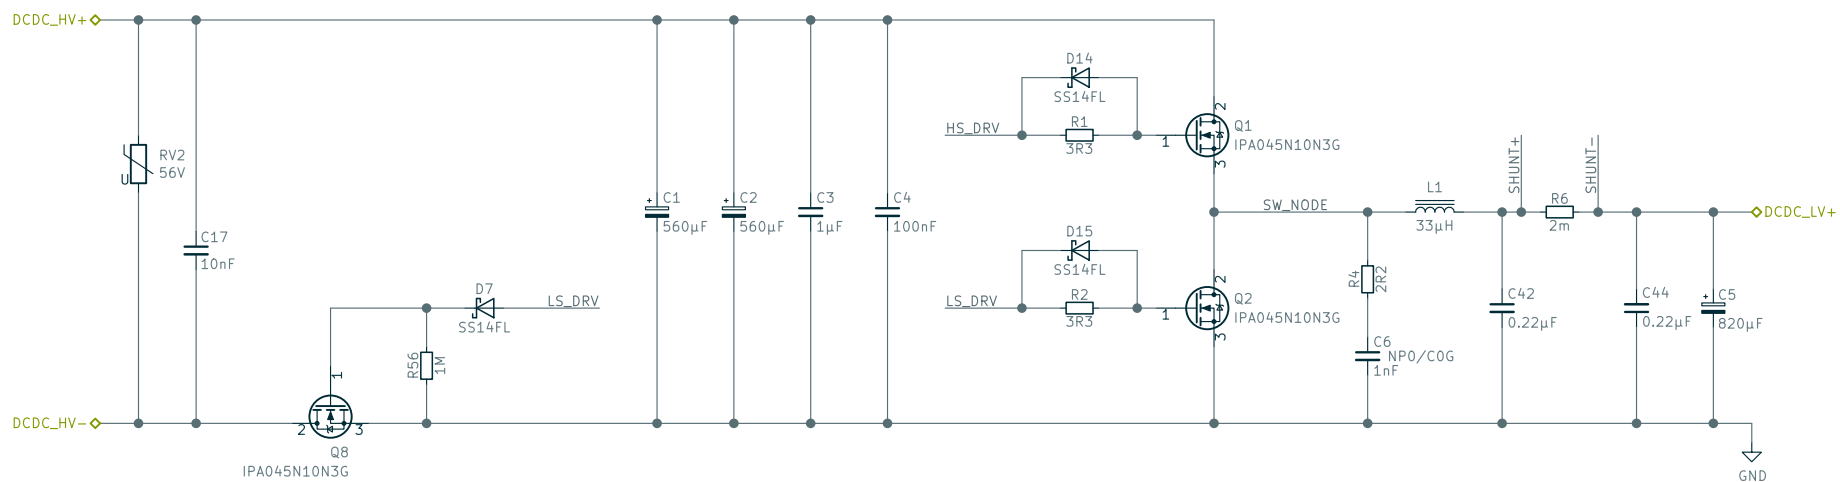 DCDC_HV+
D14
SS14FL
HS_DRV
R1
3R3
1
2
Q1
IPA045N10N3G
3
RV2
56V
U
C17
10nF
C1
560µF
C2
560µF
C3
1µF
C4
100nF
SW_NODE
L1
33µH
SHUNT+
SHUNT-
R6
2m
DCDC_LV+
D15
SS14FL
LS_DRV
R2
3R3
1
2
Q2
IPA045N10N3G
3
R4
2R2
C6
NP0/C0G
1nF
C42
0.22µF
C44
0.22µF
C5
820µF
D7
SS14FL
LS_DRV
R56
1M
1
DCDC_HV-
2
3
Q8
IPA045N10N3G
GND